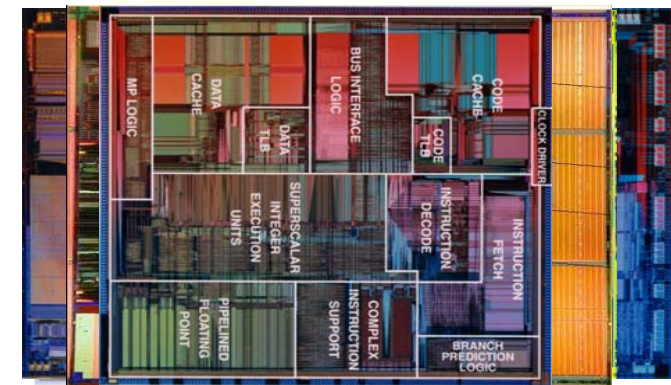 MP LOGIC
DATA
CACHE
DATA
TLB
BUS INTERFACE
LOGIC
CODE
CACHE
CODE
TLB
CLOCK DRIVER
SUPERSCALAR
INTEGER
EXECUTION
UNITS
INSTRUCTION
DECODE
INSTRUCTION
FETCH
PIPELINED
FLOATING
POINT
COMPLEX
INSTRUCTION
SUPPORT
BRANCH
PREDICTION
LOGIC